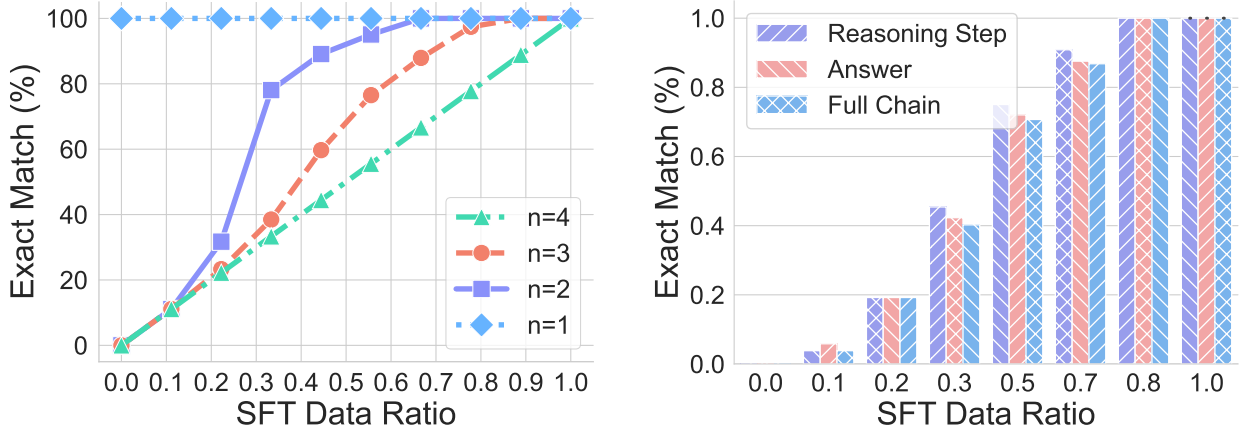 Exact Match (%)
100
80
60
40
20
0
n=4
n=3
n=2
n=1
0.0 0.1 0.2 0.3 0.4 0.5 0.6 0.7 0.8 0.9 1.0
SFT Data Ratio
Exact Match (%)
1.0
0.8
0.6
0.4
0.2
0.0
Reasoning Step
Answer
Full Chain
0.0 0.1 0.2 0.3 0.5 0.7 0.8 1.0
SFT Data Ratio